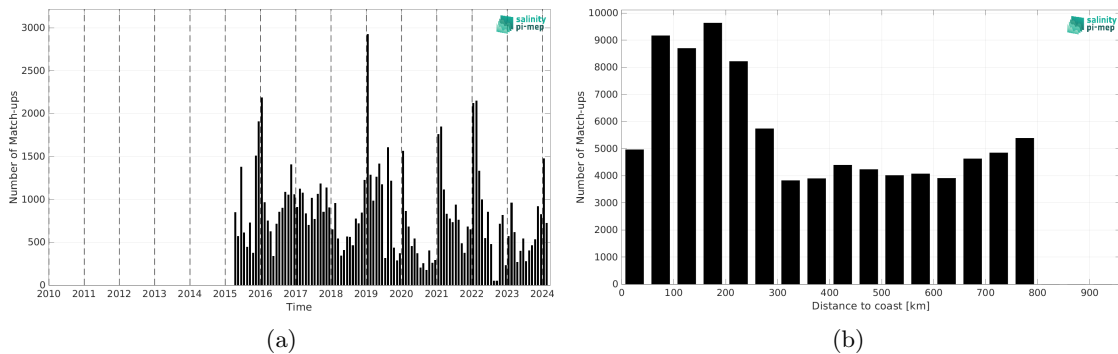 salinity
pi-mep
3000
2500
2000
1500
1000
500
0
Number of Match-ups
2010 2011 2012 2013 2014 2015 2016 2017 2018 2019 2020 2021 2022 2023 2024
Time
(a)
salinity
pi-mep
10000
9000
8000
7000
6000
5000
4000
3000
2000
1000
0
Number of Match-ups
0 100 200 300 400 500 600 700 800 900
Distance to coast [km]
(b)